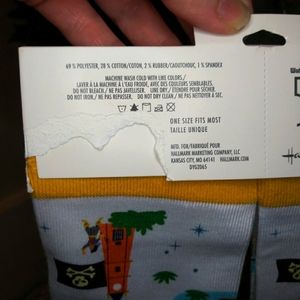 69 % POLYESTER, 28 % COTTON/COTON, 2 % RUBBER/CAOUTCHOUC, 1 % SPANDEX
MACHINE WASH COLD WITH LIKE COLORS/
LAVER À LA MACHINE À L'EAU FROIDE, AVEC DES COULEURS SEMBLABLES.
DO NOT BLEACH./NE PAS JAVELLISER. LINE DRY./ÉTENDRE POUR SÉCHER.
DO NOT IRON./NE PAS REPASSER. DO NOT DRY CLEAN./NE PAS NETTOYER À SEC.
ONE SIZE FITS MOST
TAILLE UNIQUE
MFD. FOR/FABRIQUÉ POUR
HALLMARK MARKETING COMPANY, LLC
KANSAS CITY, MO 64141 HALLMARK.COM
DYG2065